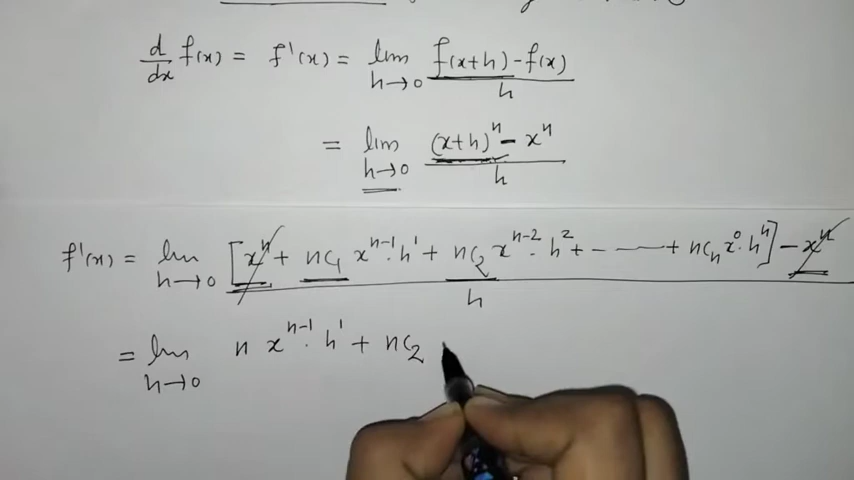 d/dx f(x) = f'(x) = lim h→0 f(x+h) - f(x) / h
= lim h→0 (x+h)^n - x^n / h
f'(x) = lim h→0 [x^n + nC1 x^n-1 . h^1 + nC2 x^n-2 . h^2 + - - — + nCn x^0 . h^n] - x^n / h
= lim h→0 n x^n-1 . h^1 + nC2